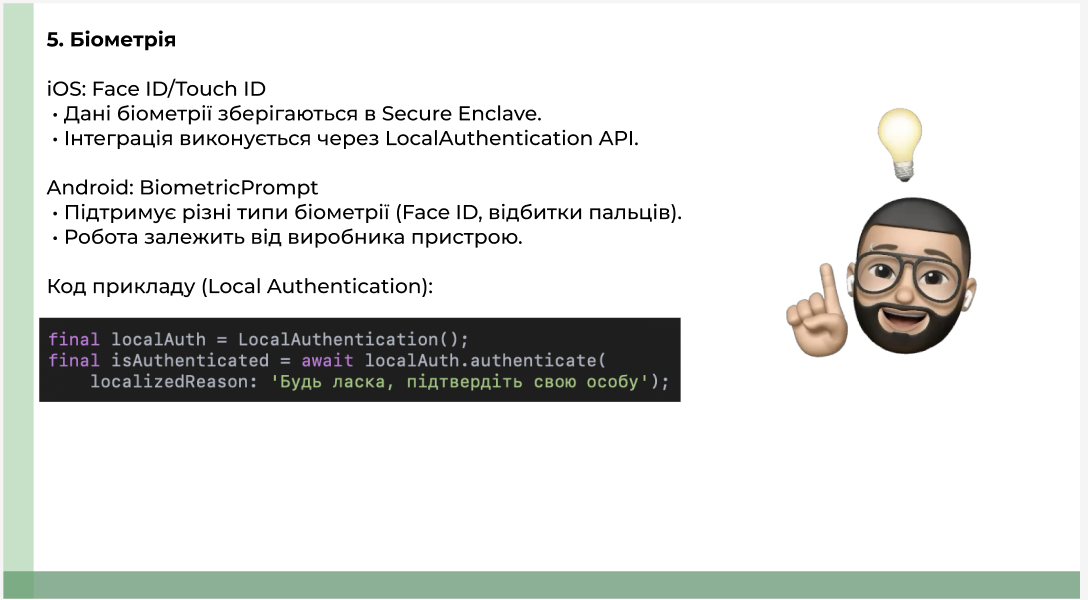 5. Біометрія
iOS: Face ID/Touch ID
• Дані біометрії зберігаються в Secure Enclave.
• Інтеграція виконується через LocalAuthentication API.
Android: BiometricPrompt
• Підтримує різні типи біометрії (Face ID, відбитки пальців).
• Робота залежить від виробника пристрою.
Код прикладу (Local Authentication):
final localAuth = LocalAuthentication();
final isAuthenticated = await localAuth.authenticate(
    localizedReason: 'Будь ласка, підтвердіть свою особу');